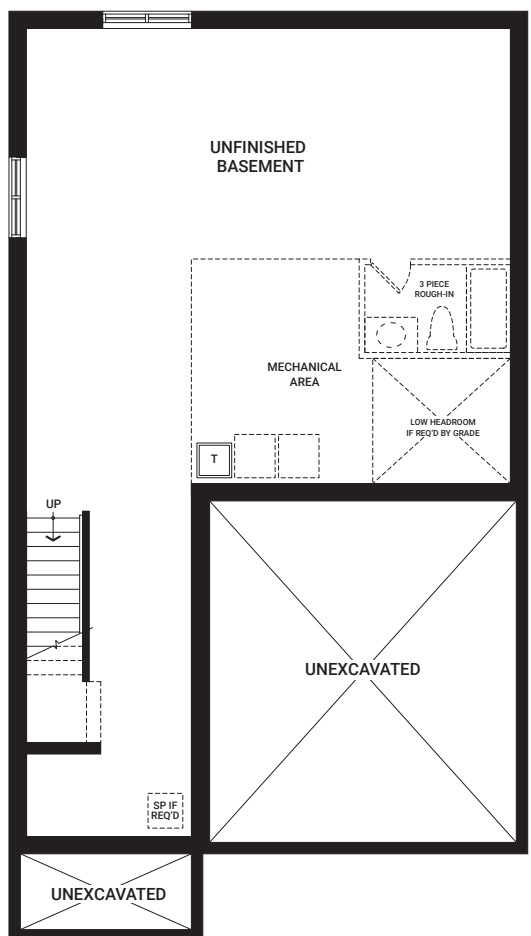 UNFINISHED
BASEMENT
3 PIECE
ROUGH-IN
MECHANICAL
AREA
LOW HEADROOM
IF REQ'D BY GRADE
T
UP
UNEXCAVATED
SP IF
REQ'D
UNEXCAVATED